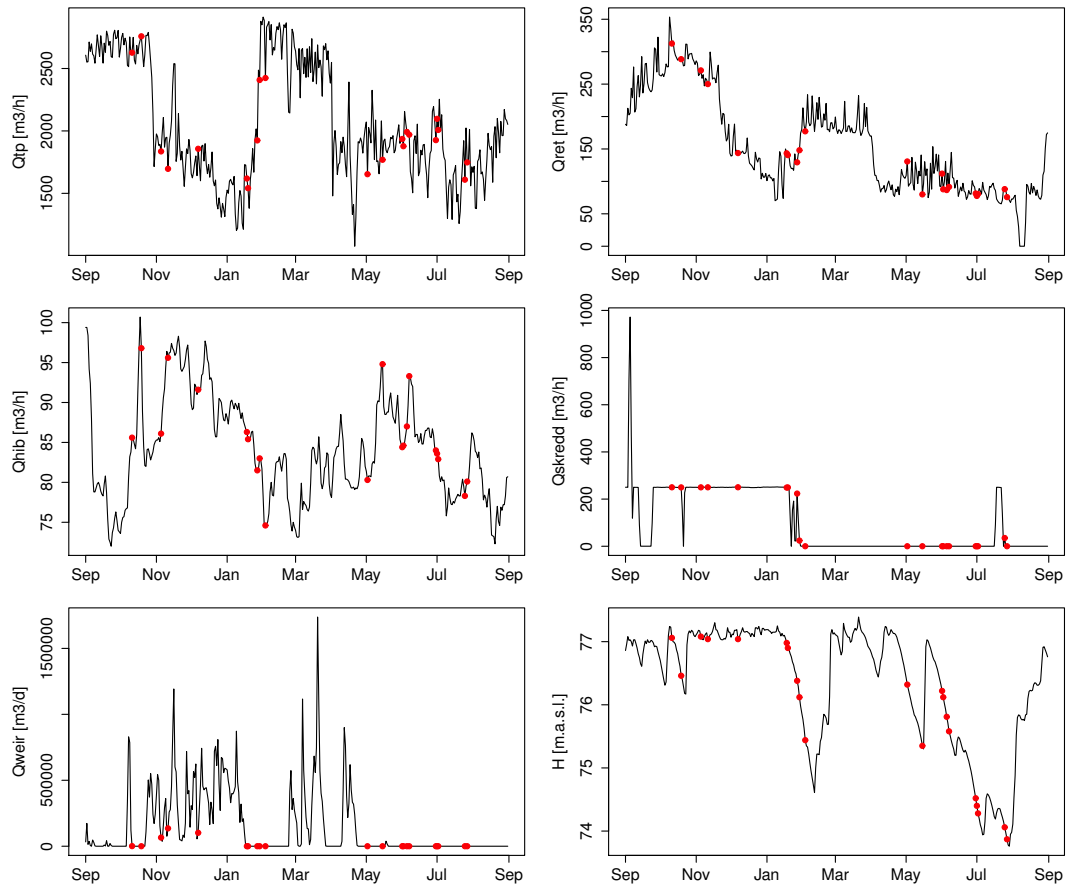 Qtp [m3/h]
2500
2000
1500
Sep Nov Jan Mar May Jul Sep
Qret [m3/h]
350
250
150
50
0
Sep Nov Jan Mar May Jul Sep
Qhib [m3/h]
100
95
90
85
80
75
Sep Nov Jan Mar May Jul Sep
Qskredd [m3/h]
1000
800
600
400
200
0
Sep Nov Jan Mar May Jul Sep
Qweir [m3/d]
1500000
500000
0
Sep Nov Jan Mar May Jul Sep
H [m.a.s.l.]
77
76
75
74
Sep Nov Jan Mar May Jul Sep